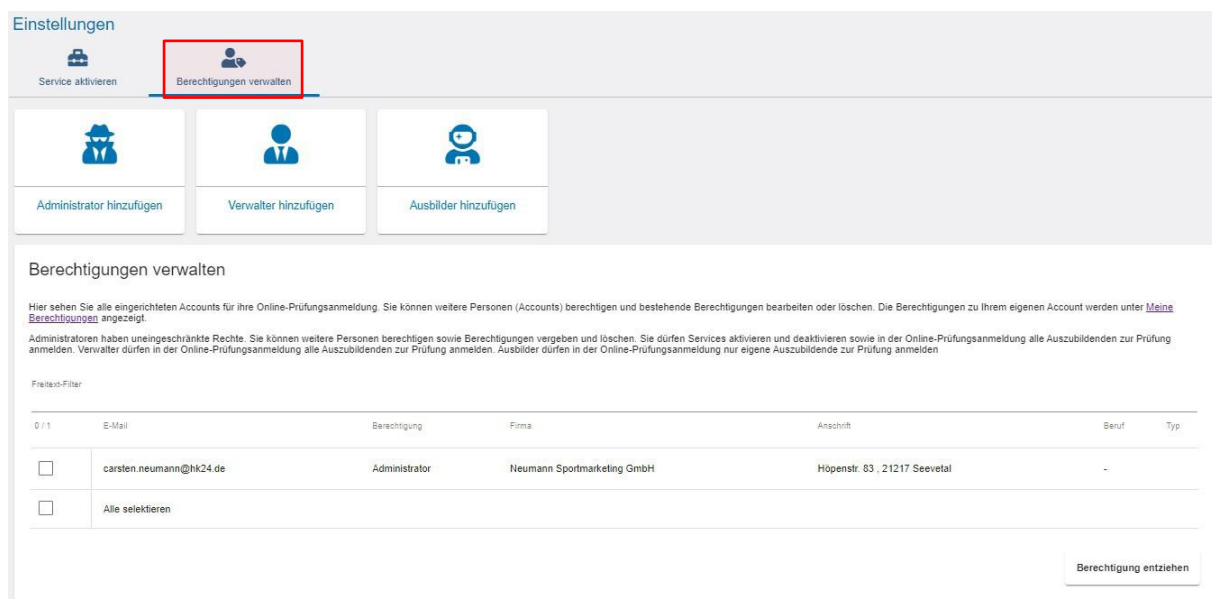 Einstellungen
Service aktivieren
Berechtigungen verwalten
Administrator hinzufügen
Verwalter hinzufügen
Ausbilder hinzufügen
Berechtigungen verwalten
Hier sehen Sie alle eingerichteten Accounts für ihre Online-Prüfungsanmeldung. Sie können weitere Personen (Accounts) berechtigen und bestehende Berechtigungen bearbeiten oder löschen. Die Berechtigungen zu Ihrem eigenen Account werden unter Meine
Berechtigungen angezeigt.
Administratoren haben uneingeschränkte Rechte. Sie können weitere Personen berechtigen sowie Berechtigungen vergeben und löschen. Sie dürfen Services aktivieren und deaktivieren sowie in der Online-Prüfungsanmeldung alle Auszubildenden zur Prüfung
anmelden. Verwalter dürfen in der Online-Prüfungsanmeldung alle Auszubildenden zur Prüfung anmelden. Ausbilder dürfen in der Online-Prüfungsanmeldung nur eigene Auszubildende zur Prüfung anmelden
Freitext-Filter
0 / 1 E-Mail Berechtigung Firma Anschrift Beruf Typ
carsten.neumann@hk24.de Administrator Neumann Sportmarketing GmbH Höpenstr. 83 , 21217 Seevetal -
Alle selektieren
Berechtigung entziehen